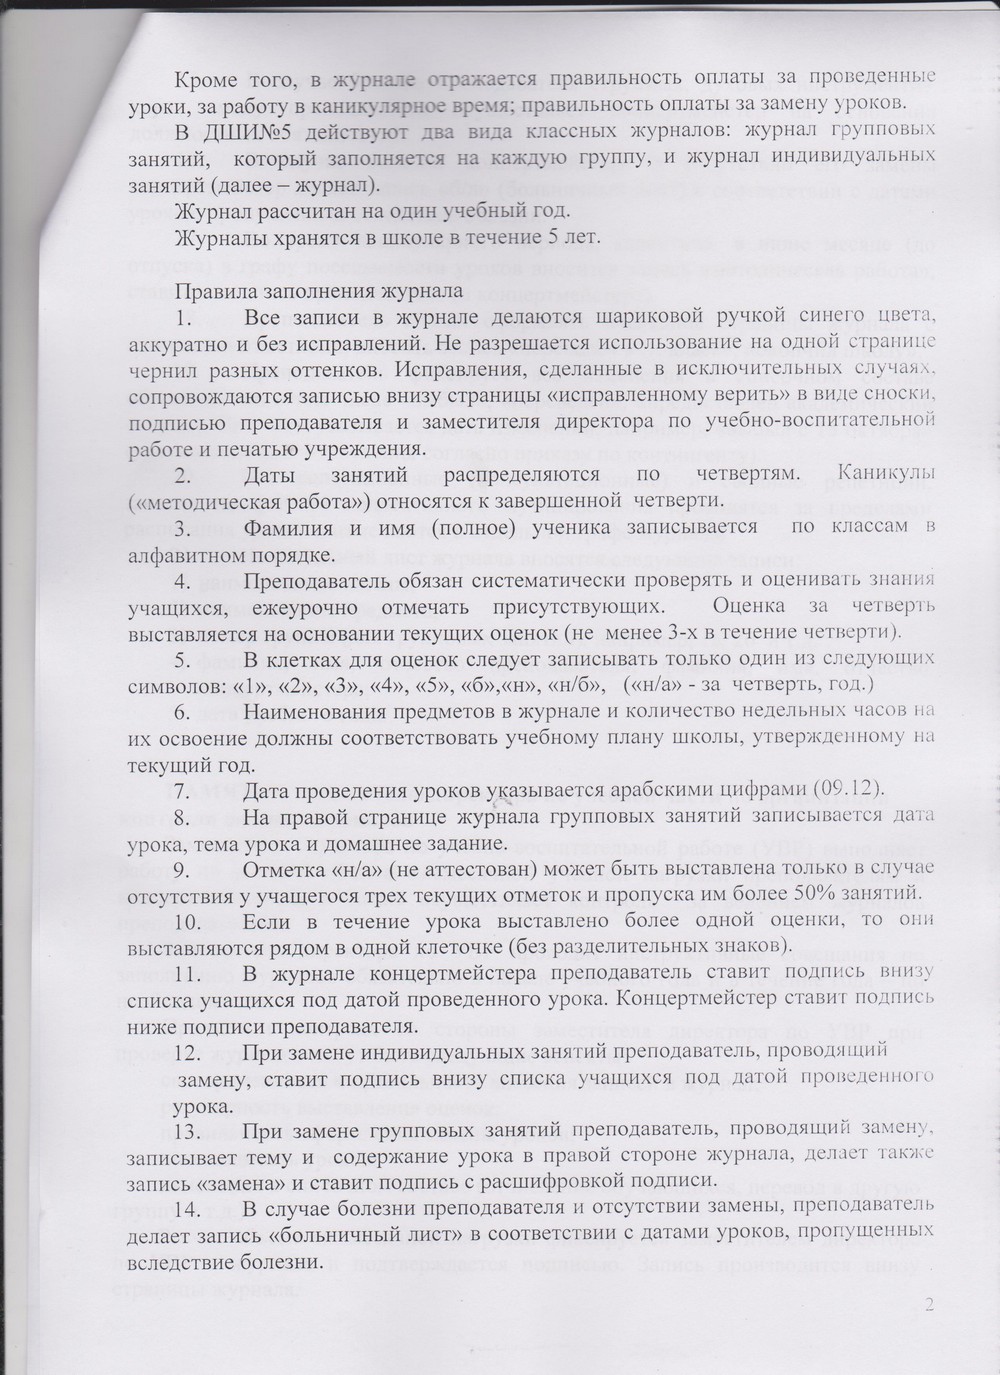 Кроме того, в журнале отражается правильность оплаты за проведенные
уроки, за работу в каникулярное время; правильность оплаты за замену уроков.
В ДШИ№5 действуют два вида классных журналов: журнал групповых
занятий, который заполняется на каждую группу, и журнал индивидуальных
занятий (далее – журнал).
Журнал рассчитан на один учебный год.
Журналы хранятся в школе в течение 5 лет.
Правила заполнения журнала
1. Все записи в журнале делаются шариковой ручкой синего цвета,
аккуратно и без исправлений. Не разрешается использование на одной странице
чернил разных оттенков. Исправления, сделанные в исключительных случаях,
сопровождаются записью внизу страницы «исправленному верить» в виде сноски,
подписью преподавателя и заместителя директора по учебно-воспитательной
работе и печатью учреждения.
2. Даты занятий распределяются по четвертям. Каникулы
(«методическая работа») относятся к завершенной четверти.
3. Фамилия и имя (полное) ученика записывается по классам в
алфавитном порядке.
4. Преподаватель обязан систематически проверять и оценивать знания
учащихся, ежеурочно отмечать присутствующих. Оценка за четверть
выставляется на основании текущих оценок (не менее 3-х в течение четверти).
5. В клетках для оценок следует записывать только один из следующих
символов: «1», «2», «3», «4», «5», «б»,«н», «н/б», («н/а» - за четверть, год.)
6. Наименования предметов в журнале и количество недельных часов на
их освоение должны соответствовать учебному плану школы, утвержденному на
текущий год.
7. Дата проведения уроков указывается арабскими цифрами (09.12).
8. На правой странице журнала групповых занятий записывается дата
урока, тема урока и домашнее задание.
9. Отметка «н/а» (не аттестован) может быть выставлена только в случае
отсутствия у учащегося трех текущих отметок и пропуска им более 50% занятий.
10. Если в течение урока выставлено более одной оценки, то они
выставляются рядом в одной клеточке (без разделительных знаков).
11. В журнале концертмейстера преподаватель ставит подпись внизу
списка учащихся под датой проведенного урока. Концертмейстер ставит подпись
ниже подписи преподавателя.
12. При замене индивидуальных занятий преподаватель, проводящий
замену, ставит подпись внизу списка учащихся под датой проведенного
урока.
13. При замене групповых занятий преподаватель, проводящий замену,
записывает тему и содержание урока в правой стороне журнала, делает также
запись «замена» и ставит подпись с расшифровкой подписи.
14. В случае болезни преподавателя и отсутствии замены, преподаватель
делает запись «больничный лист» в соответствии с датами уроков, пропущенных
вследствие болезни.
2